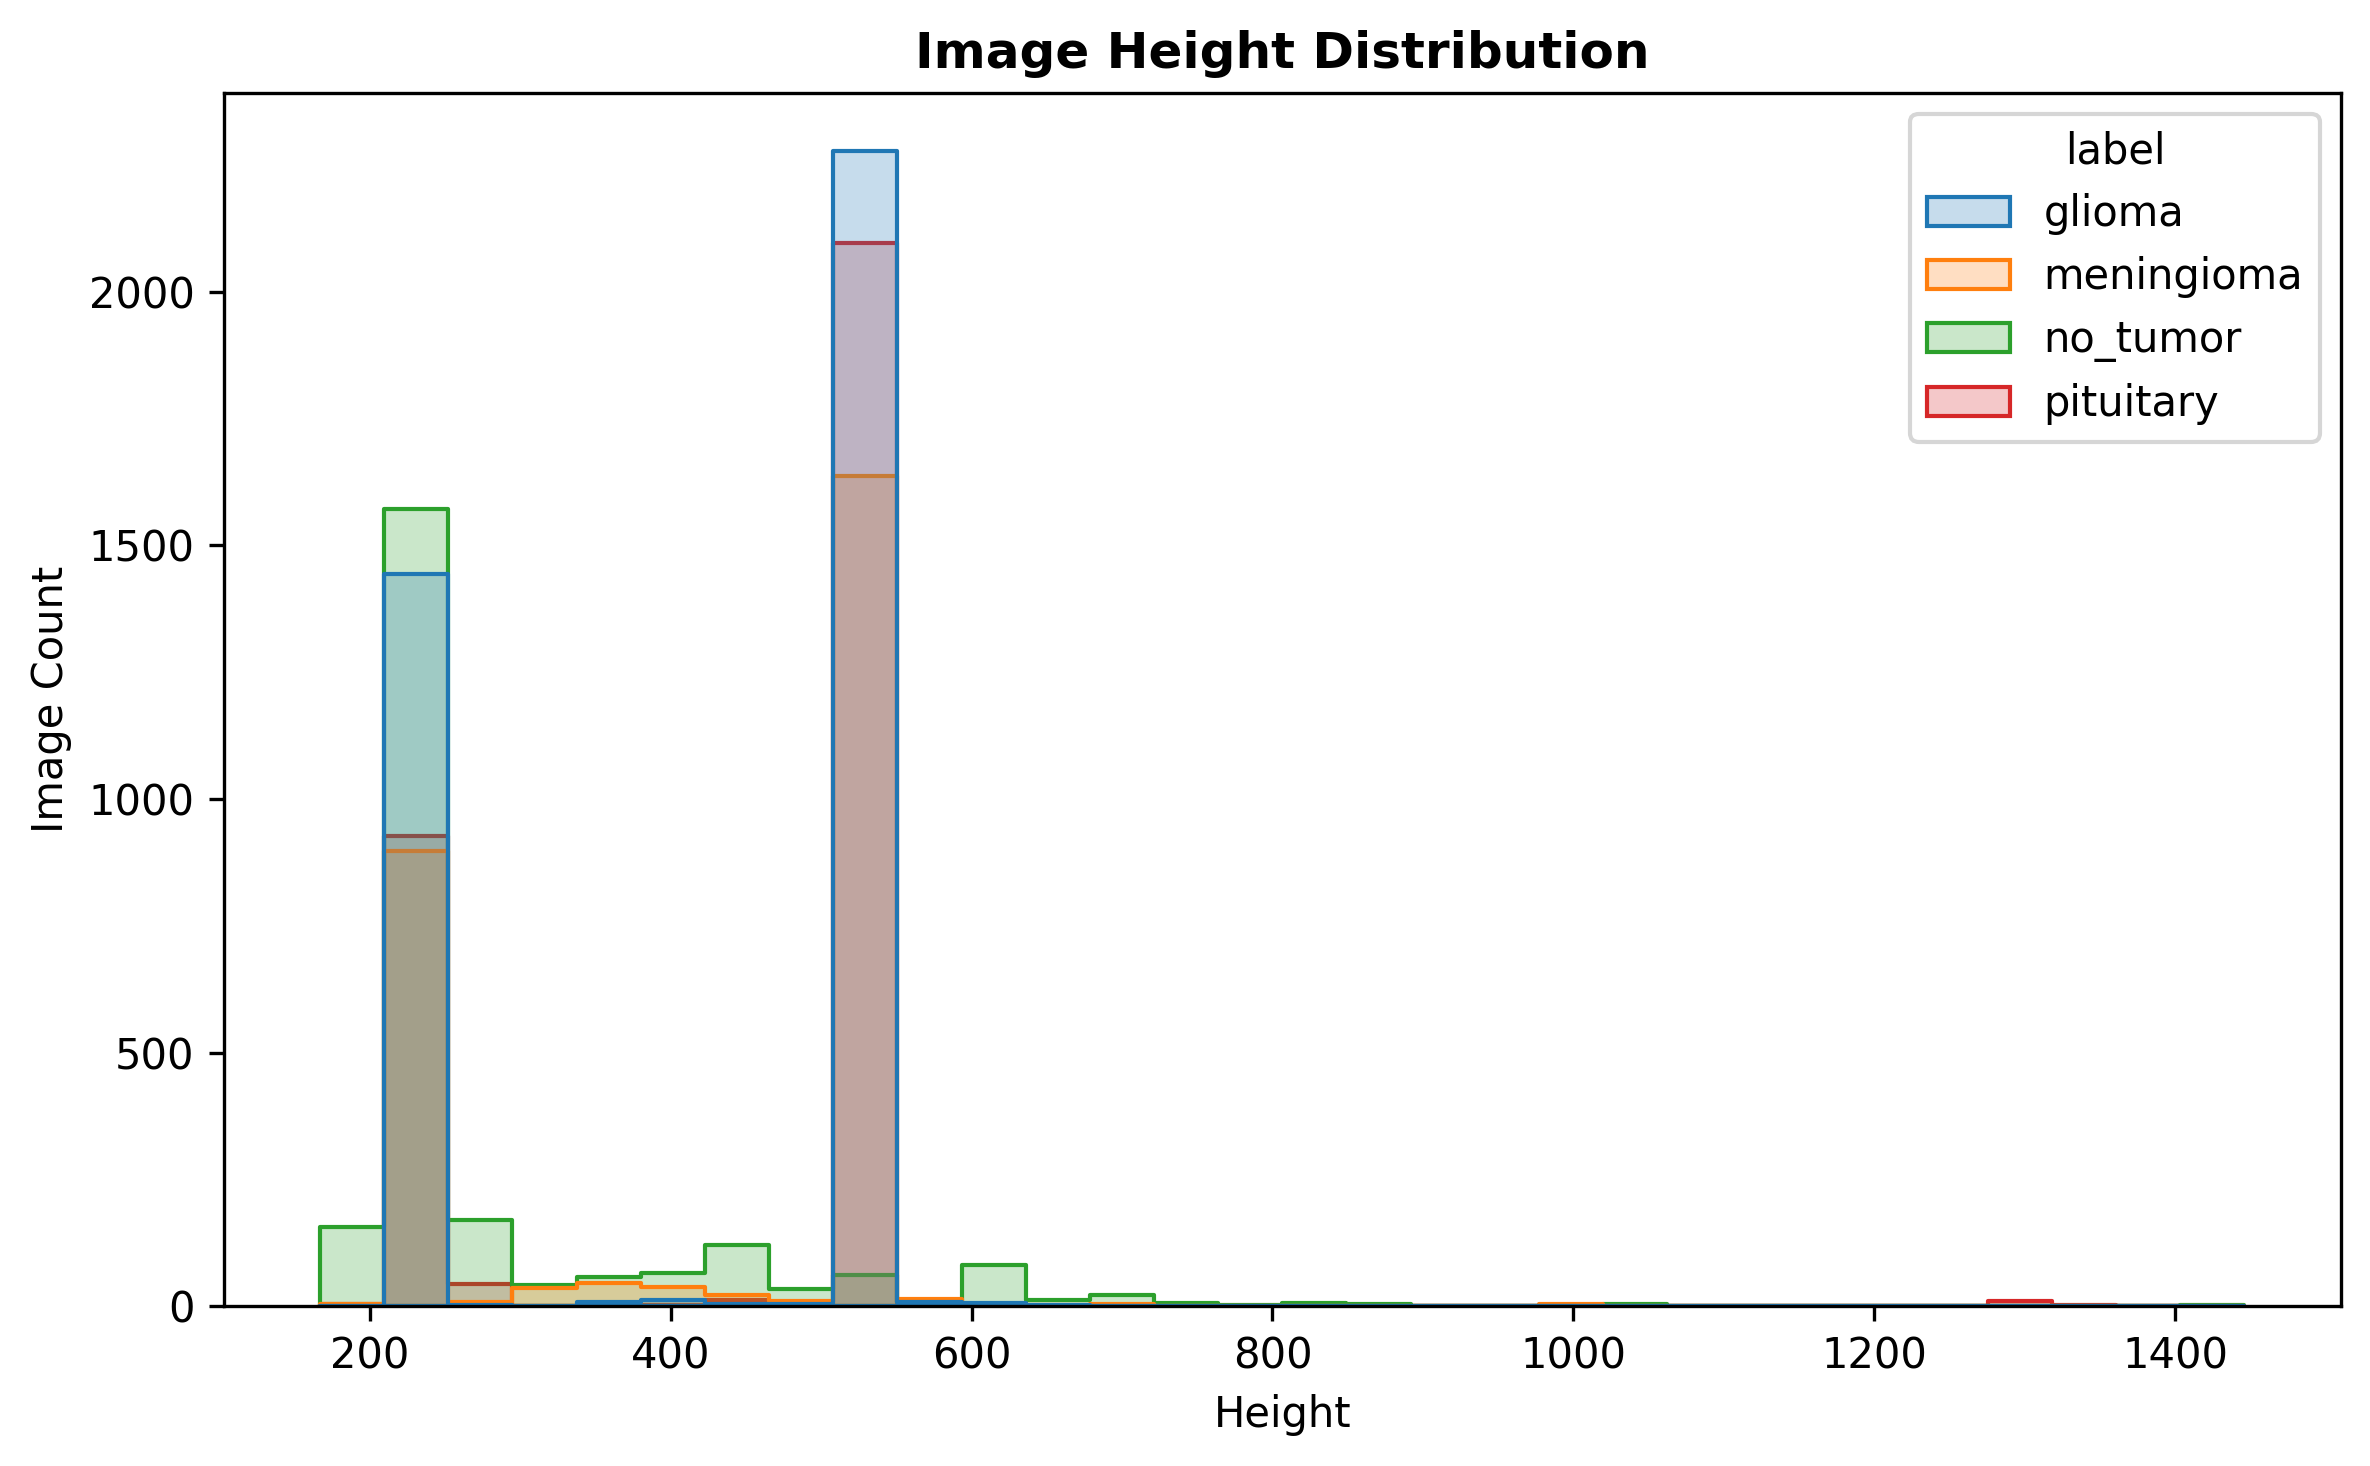 Image Height Distribution
label
glioma
meningioma
no_tumor
pituitary
Image Count
2000
1500
1000
500
0
200 400 600 800 1000 1200 1400
Height